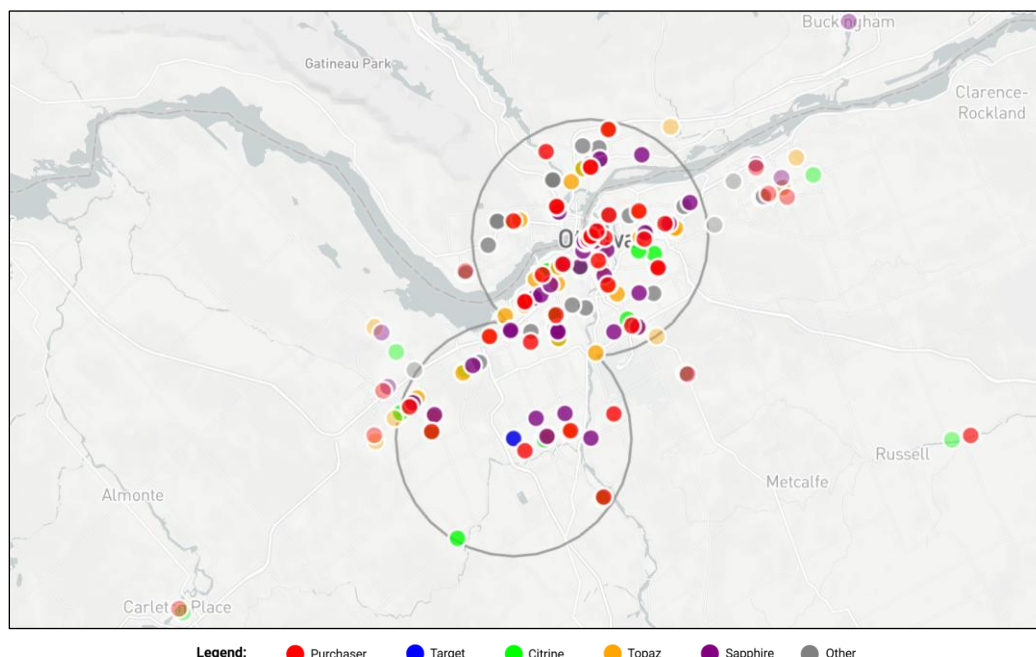 Buckingham
Gatineau Park
Clarence-
Rockland
Russell
Metcalfe
Almonte
Carleton Place
Legend: Purchaser Target Citrine Topaz Sapphire Other